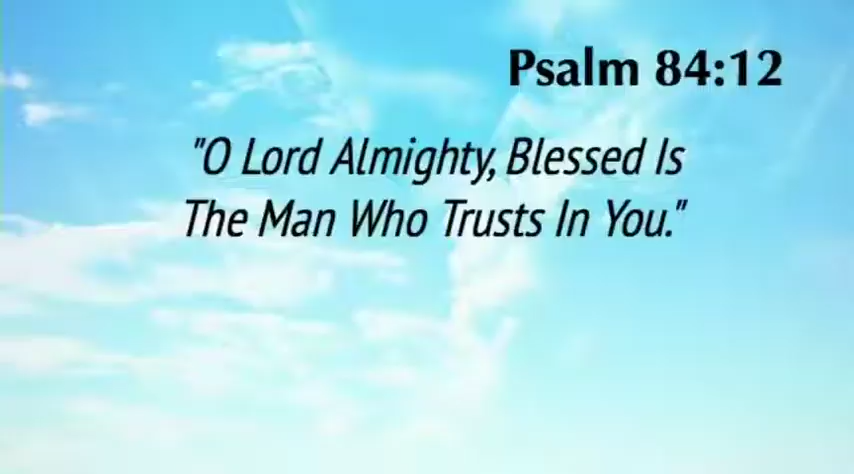 Psalm 84:12
"O Lord Almighty, Blessed Is
The Man Who Trusts In You."